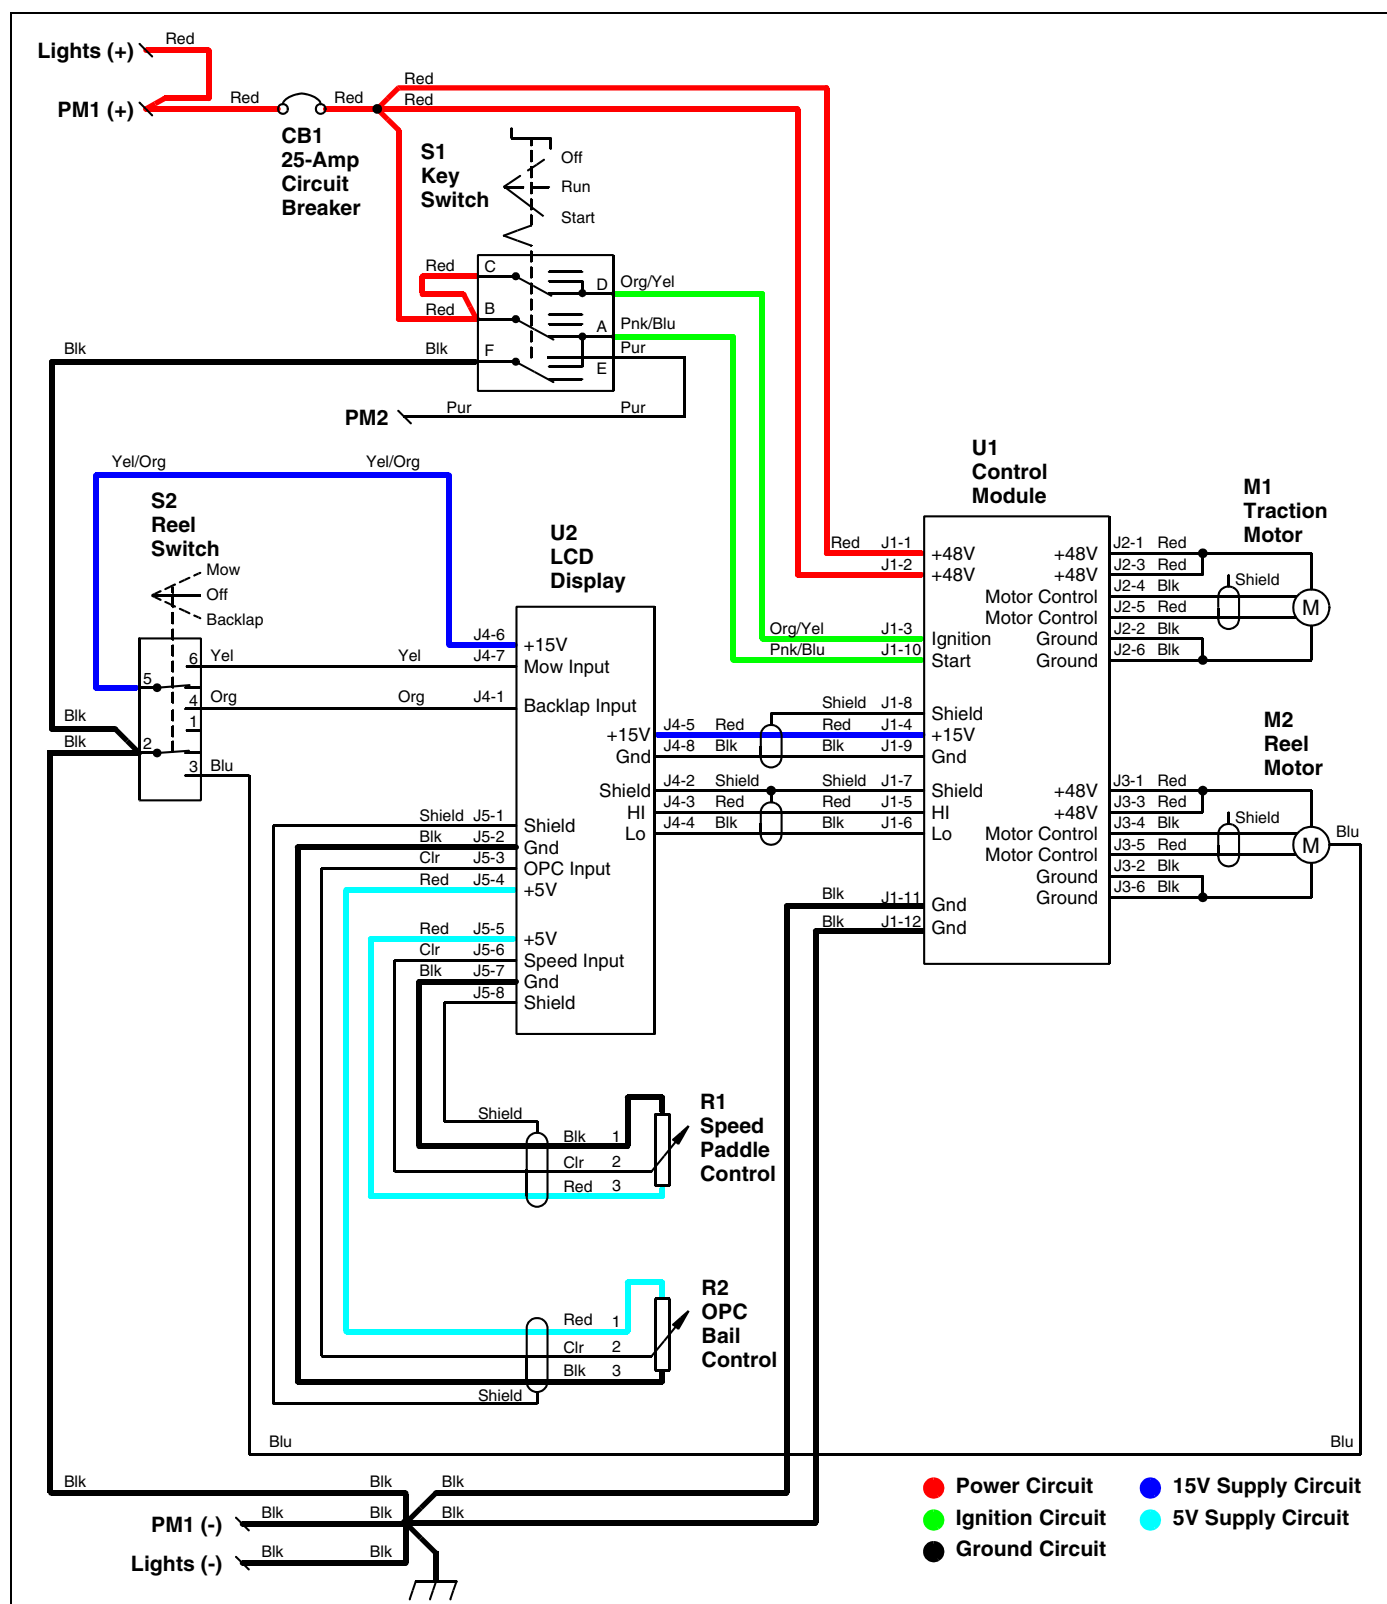 Lights (+)
Red
PM1 (+)
Red
Red
Red
Red
CB1
25-Amp
Circuit
Breaker
S1
Key
Switch
Off
Run
Start
Red
C
D
Org/Yel
Red
B
A
Pnk/Blu
Blk
Blk
F
E
Pur
PM2
Pur
Pur
Yel/Org
Yel/Org
S2
Reel
Switch
Mow
Off
Backlap
6
Yel
Yel
5
4
Org
Org
1
Blk
Blk
2
3
Blu
U2
LCD
Display
J4-6
+15V
J4-7
Mow Input
J4-1
Backlap Input
+15V
J4-5
Red
Gnd
J4-8
Blk
Shield
J4-2
Shield
HI
J4-3
Red
Lo
J4-4
Blk
Shield
J5-1
Shield
Blk
J5-2
Gnd
Clr
J5-3
OPC Input
Red
J5-4
+5V
Red
J5-5
+5V
Clr
J5-6
Speed Input
Blk
J5-7
Gnd
J5-8
Shield
U1
Control
Module
Red
J1-1
+48V
J1-2
+48V
Org/Yel
J1-3
Ignition
Pnk/Blu
J1-10
Start
Shield
J1-8
Shield
Red
J1-4
+15V
Blk
J1-9
Gnd
Shield
J1-7
Shield
Red
J1-5
HI
Blk
J1-6
Lo
Blk
J1-11
Gnd
Blk
J1-12
Gnd
+48V
J2-1
Red
+48V
J2-3
Red
Motor Control
J2-4
Blk
Motor Control
J2-5
Red
Ground
J2-2
Blk
Ground
J2-6
Blk
Shield
M1
Traction
Motor
M
+48V
J3-1
Red
+48V
J3-3
Red
Motor Control
J3-4
Blk
Motor Control
J3-5
Red
Ground
J3-2
Blk
Ground
J3-6
Blk
Shield
M2
Reel
Motor
M
Blu
Shield
Blk
1
Clr
2
Red
3
R1
Speed
Paddle
Control
Red
1
Clr
2
Blk
3
Shield
R2
OPC
Bail
Control
Blu
Blu
Blk
Blk
Blk
PM1 (-)
Blk
Blk
Blk
Lights (-)
Blk
Blk
Power Circuit
15V Supply Circuit
Ignition Circuit
5V Supply Circuit
Ground Circuit